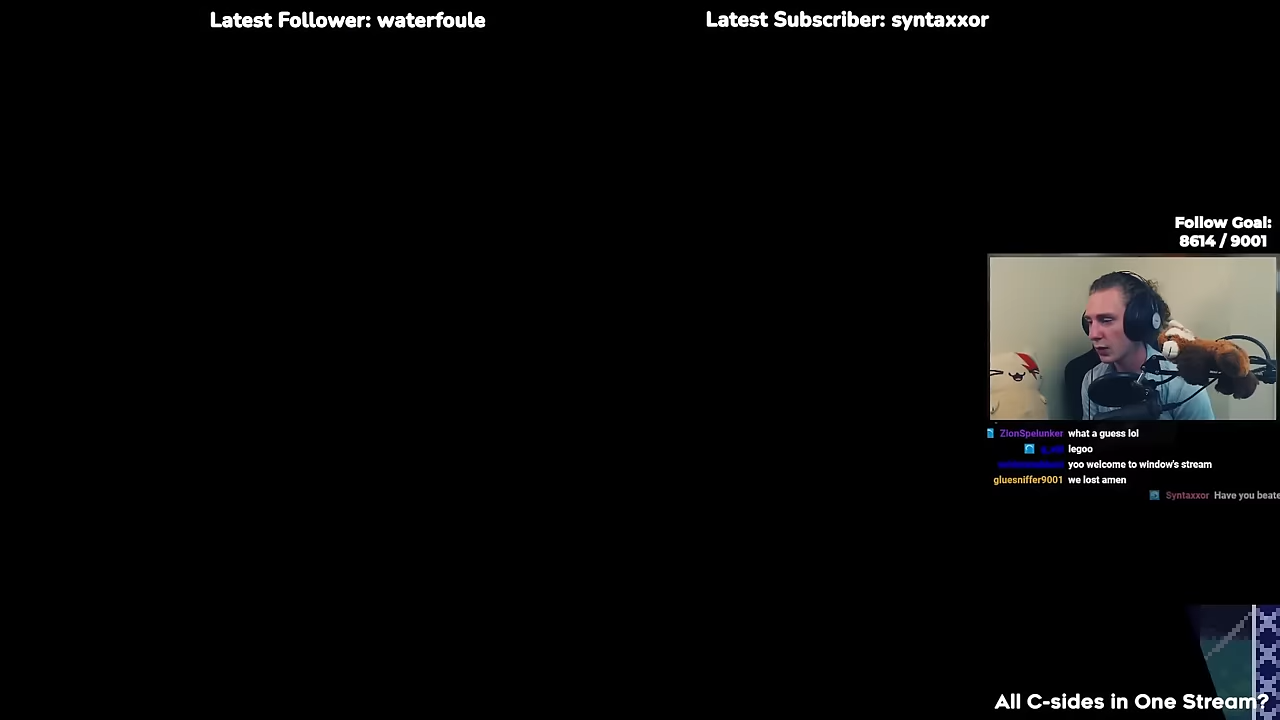 Latest Follower: waterfoule
Latest Subscriber: syntaxxor
Follow Goal:
8614 / 9001
ZionSpelunker what a guess lol
legoo
yoo welcome to window's stream
gluesniffer9001 we lost amen
Syntaxxor Have you beate
All C-sides in One Stream?